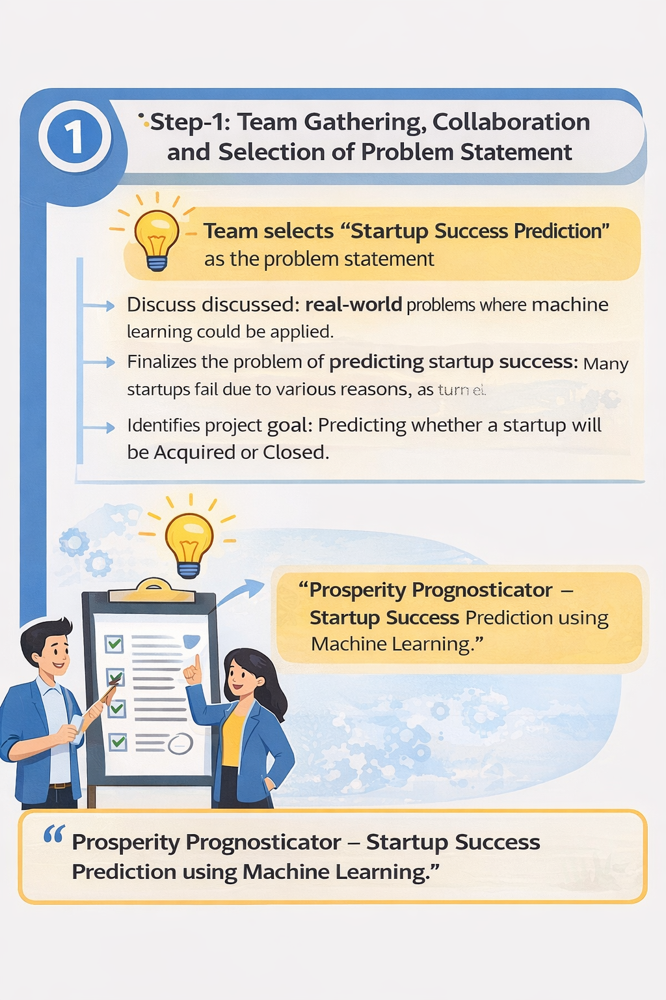 1
Step-1: Team Gathering, Collaboration
and Selection of Problem Statement
Team selects “Startup Success Prediction”
as the problem statement
Discuss discussed: real-world problems where machine
learning could be applied.
Finalizes the problem of predicting startup success: Many
startups fail due to various reasons, as
Identifies project goal: Predicting whether a startup will
be Acquired or Closed.
“Prosperity Prognosticator –
Startup Success Prediction using
Machine Learning.”
“Prosperity Prognosticator – Startup Success
Prediction using Machine Learning.”